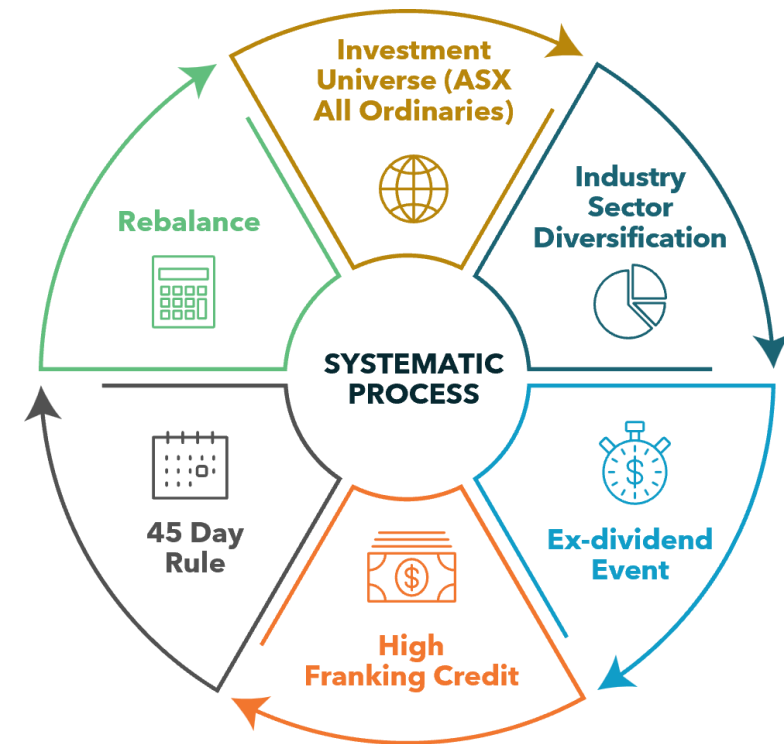 Investment
Universe (ASX
All Ordinaries)
Industry
Sector
Diversification
Ex-dividend
Event
High
Franking Credit
45 Day
Rule
Rebalance
SYSTEMATIC
PROCESS
$
$